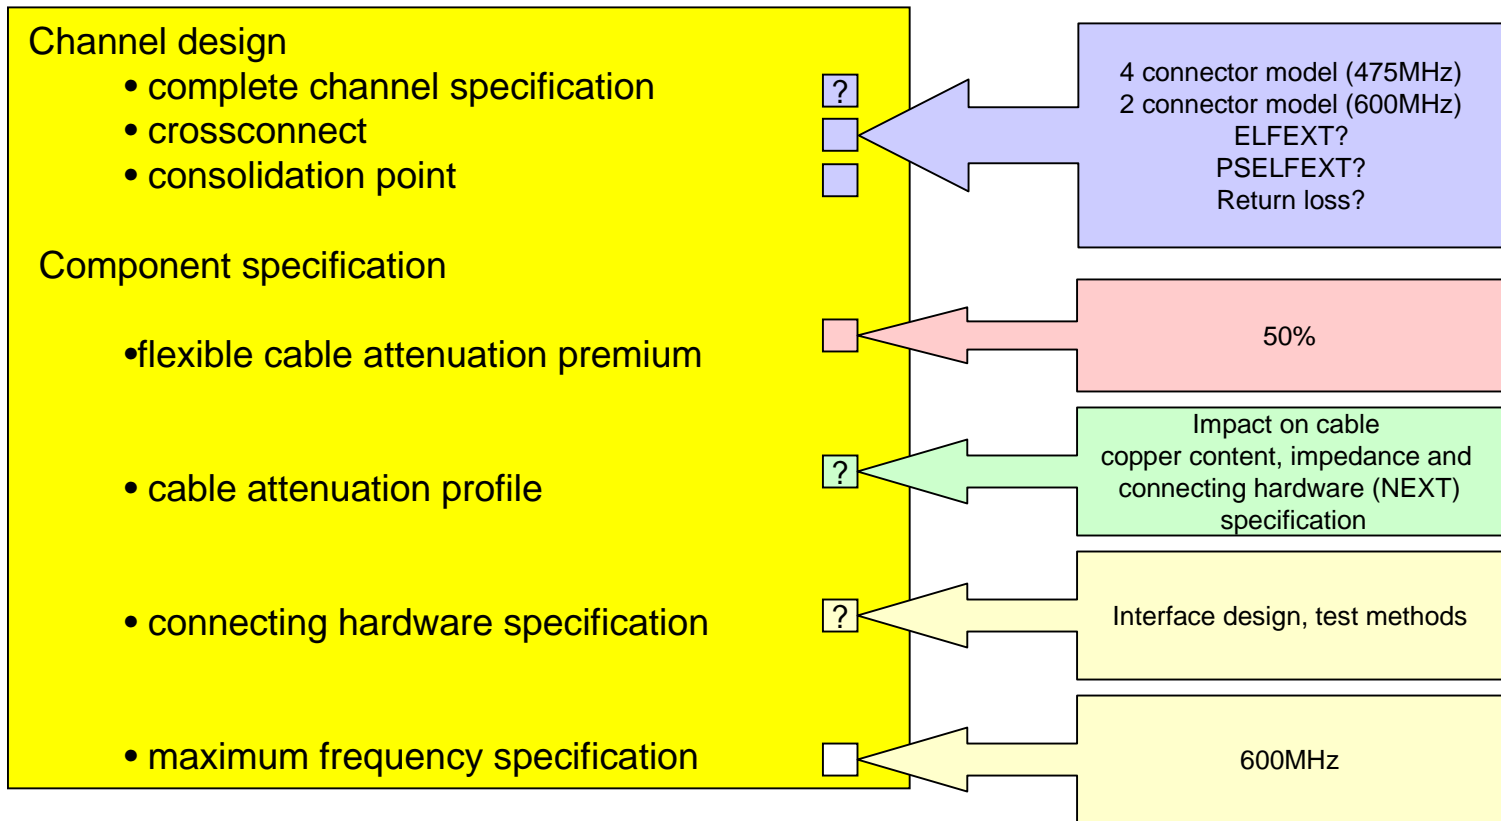 Channel design
• complete channel specification
?
• crossconnect
• consolidation point
4 connector model (475MHz)
2 connector model (600MHz)
ELFEXT?
PSELFEXT?
Return loss?
Component specification
•flexible cable attenuation premium
50%
• cable attenuation profile
?
Impact on cable
copper content, impedance and
connecting hardware (NEXT)
specification
• connecting hardware specification
?
Interface design, test methods
• maximum frequency specification
600MHz